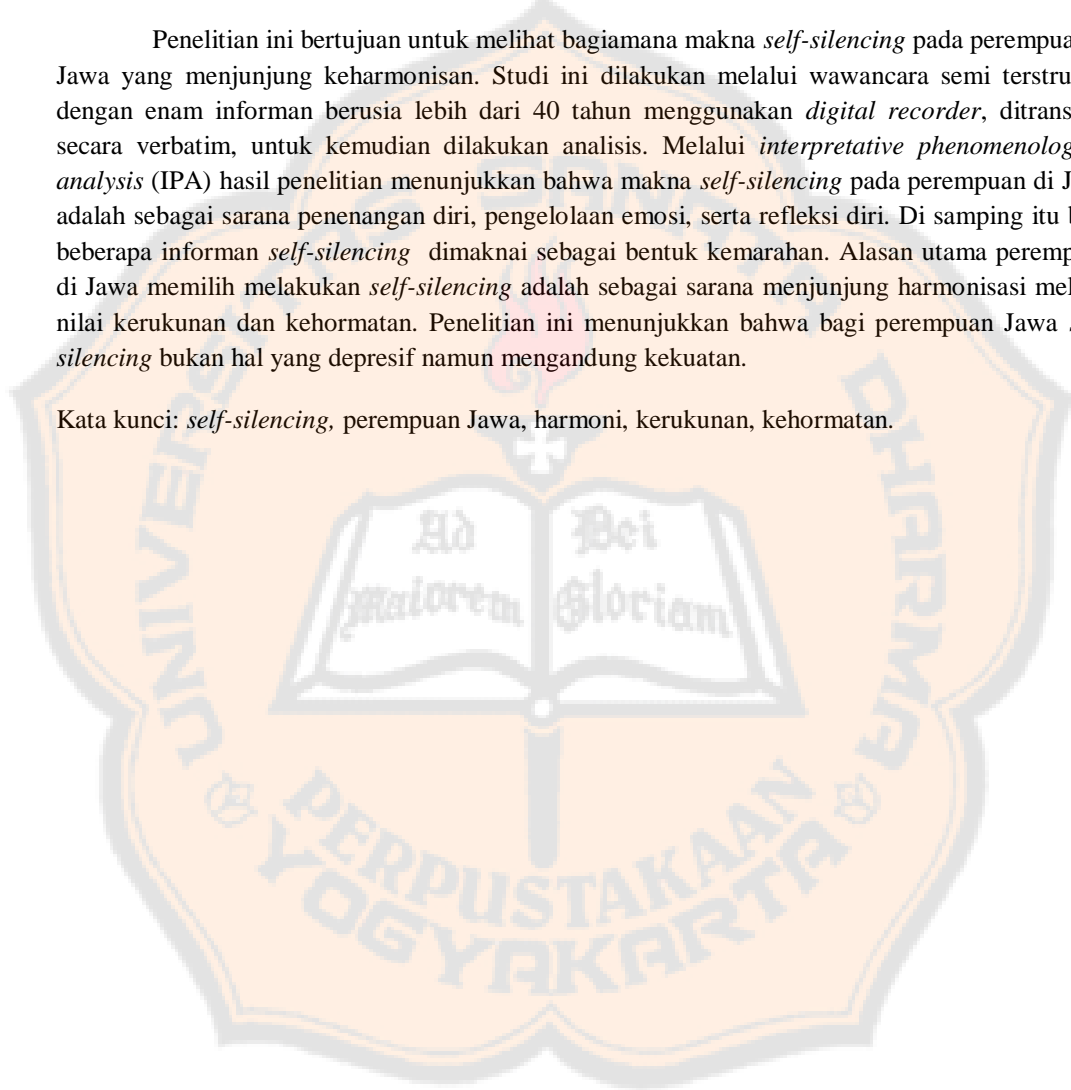 Penelitian ini bertujuan untuk melihat bagiamana makna self-silencing pada perempua
Jawa yang menjunjung keharmonisan. Studi ini dilakukan melalui wawancara semi terstru
dengan enam informan berusia lebih dari 40 tahun menggunakan digital recorder, ditrans
secara verbatim, untuk kemudian dilakukan analisis. Melalui interpretative phenomenolog
analysis (IPA) hasil penelitian menunjukkan bahwa makna self-silencing pada perempuan di J
adalah sebagai sarana penenangan diri, pengelolaan emosi, serta refleksi diri. Di samping itu b
beberapa informan self-silencing dimaknai sebagai bentuk kemarahan. Alasan utama peremp
di Jawa memilih melakukan self-silencing adalah sebagai sarana menjunjung harmonisasi mel
nilai kerukunan dan kehormatan. Penelitian ini menunjukkan bahwa bagi perempuan Jawa
silencing bukan hal yang depresif namun mengandung kekuatan.
Kata kunci: self-silencing, perempuan Jawa, harmoni, kerukunan, kehormatan.
UNIVERSITAS SANATA DHARMA
Ad Dei
Maiorem Gloriam
PERPUSTAKAAN
YOGYAKARTA